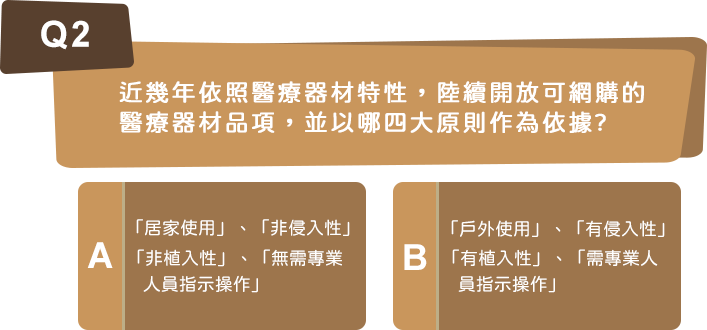 Q2
近幾年依照醫療器材特性，陸續開放可網購的
醫療器材品項，並以哪四大原則作為依據?
A
「居家使用」、「非侵入性」
「非植入性」、「無需專業
人員指示操作」
B
「戶外使用」、「有侵入性」
「有植入性」、「需專業人
員指示操作」